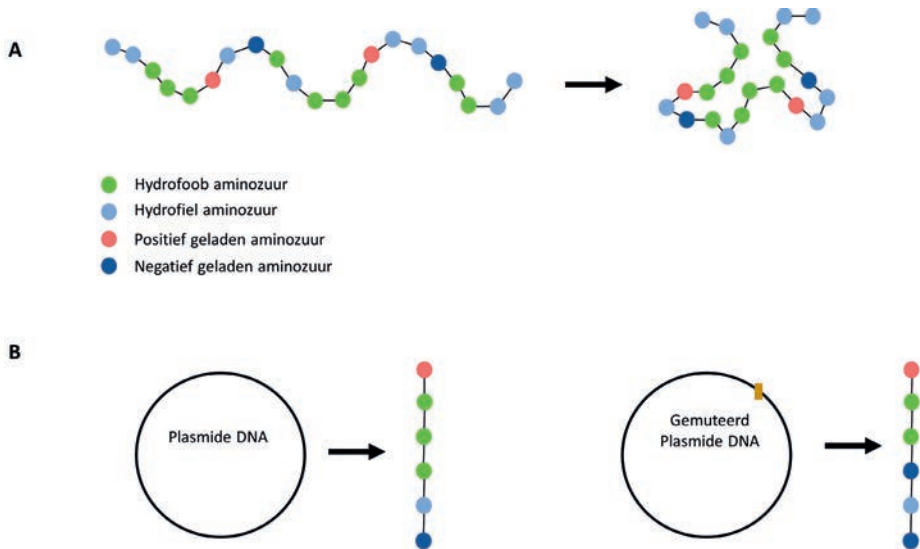 A
Hydrofoob aminozuur
Hydrofiel aminozuur
Positief geladen aminozuur
Negatief geladen aminozuur
B
Plasmide DNA
Gemuteerd
Plasmide DNA